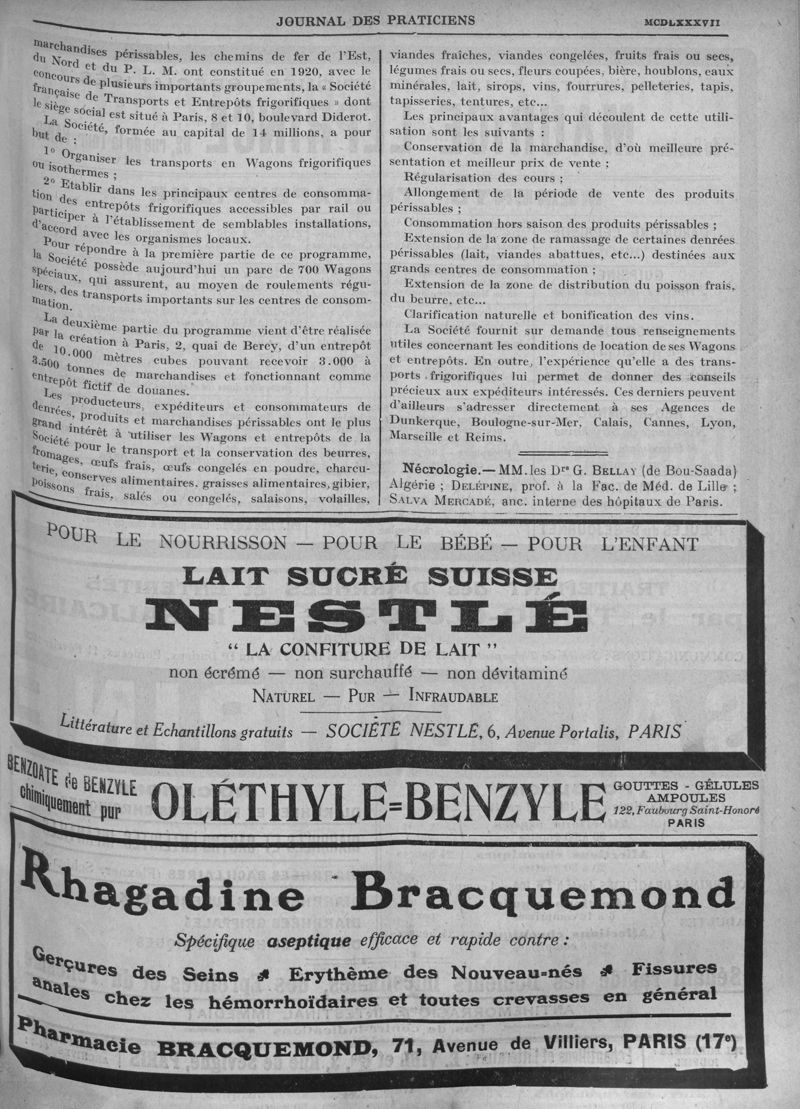 JOURNAL DES PRATICIENS
MCDLXXXVII
marchandises périssables, les chemins de fer de l'Est,
du Nord et du P. L. M. ont constitué en 1920, avec le
concours de plusieurs importants groupements, la « Société
française de Transports et Entrepôts frigorifiques » dont
le siège social est situé à Paris, 8 et 10, boulevard Diderot.
La Société, formée au capital de 14 millions, a pour
but de :
1° Organiser les transports en Wagons frigorifiques
ou isothermes ;
2° Etablir dans les principaux centres de consomma-
tion des entrepôts frigorifiques accessibles par rail ou
participer à l'établissement de semblables installations,
d'accord avec les organismes locaux.
Pour répondre à la première partie de ce programme,
la Société possède aujourd'hui un parc de 700 Wagons
spéciaux, qui assurent, au moyen de roulements régu-
liers, des transports importants sur les centres de consom-
mation.
La deuxième partie du programme vient d'être réalisée
par la création à Paris, 2, quai de Bercy, d'un entrepôt
de 10.000 mètres cubes pouvant recevoir 3.000 à
3.500 tonnes de marchandises et fonctionnant comme
entrepôt fictif de douanes.
Les producteurs, expéditeurs et consommateurs de
denrées, produits et marchandises périssables ont le plus
grand intérêt à utiliser les Wagons et entrepôts de la
Société pour le transport et la conservation des beurres,
fromages, œufs frais, œufs congelés en poudre, charcu-
terie, conserves alimentaires. graisses alimentaires, gibier,
poissons frais, salés ou congelés, salaisons, volailles,
viandes fraîches, viandes congelées, fruits frais ou secs,
légumes frais ou secs, fleurs coupées, bière, houblons, eaux
minérales, lait, sirops, vins, fourrures, pelleteries, tapis,
tapisseries, tentures, etc...
Les principaux avantages qui découlent de cette utili-
sation sont les suivants :
Conservation de la marchandise, d'où meilleure pré-
sentation et meilleur prix de vente ;
Régularisation des cours ;
Allongement de la période de vente des produits
périssables ;
Consommation hors saison des produits périssables ;
Extension de la zone de ramassage de certaines denrées
périssables (lait, viandes abattues, etc...) destinées aux
grands centres de consommation ;
Extension de la zone de distribution du poisson frais,
du beurre, etc...
Clarification naturelle et bonification des vins.
La Société fournit sur demande tous renseignements
utiles concernant les conditions de location de ses Wagons
et entrepôts. En outre, l'expérience qu'elle a des trans-
ports frigorifiques lui permet de donner des conseils
précieux aux expéditeurs intéressés. Ces derniers peuvent
d'ailleurs s'adresser directement à ses Agences de
Dunkerque, Boulogne-sur-Mer, Calais, Cannes, Lyon,
Marseille et Reims.
Nécrologie.— MM. les Drs G. BELLAY (de Bou-Saada)
Algérie ; DELÉPINE, prof. à la Fac. de Méd. de Lille ;
SALVA MERCADÉ, anc. interne des hôpitaux de Paris.
POUR LE NOURRISSON — POUR LE BÉBÉ — POUR L'ENFANT
LAIT SUCRÉ SUISSE
NESTLÉ
“ LA CONFITURE DE LAIT ”
non écrémé — non surchauffé — non dévitaminé
NATUREL — PUR — INFRAUDABLE
Littérature et Echantillons gratuits — SOCIÉTÉ NESTLÉ, 6, Avenue Portalis, PARIS
BENZOATE de BENZYLE
chimiquement pur
OLÉTHYLE=BENZYLE
GOUTTES - GÉLULES
AMPOULES
122, Faubourg Saint-Honoré
PARIS
Rhagadine Bracquemond
Spécifique aseptique efficace et rapide contre :
Gerçures des Seins Erythème des Nouveau=nés Fissures
anales chez les hémorrhoïdaires et toutes crevasses en général
Pharmacie BRACQUEMOND, 71, Avenue de Villiers, PARIS (17e)